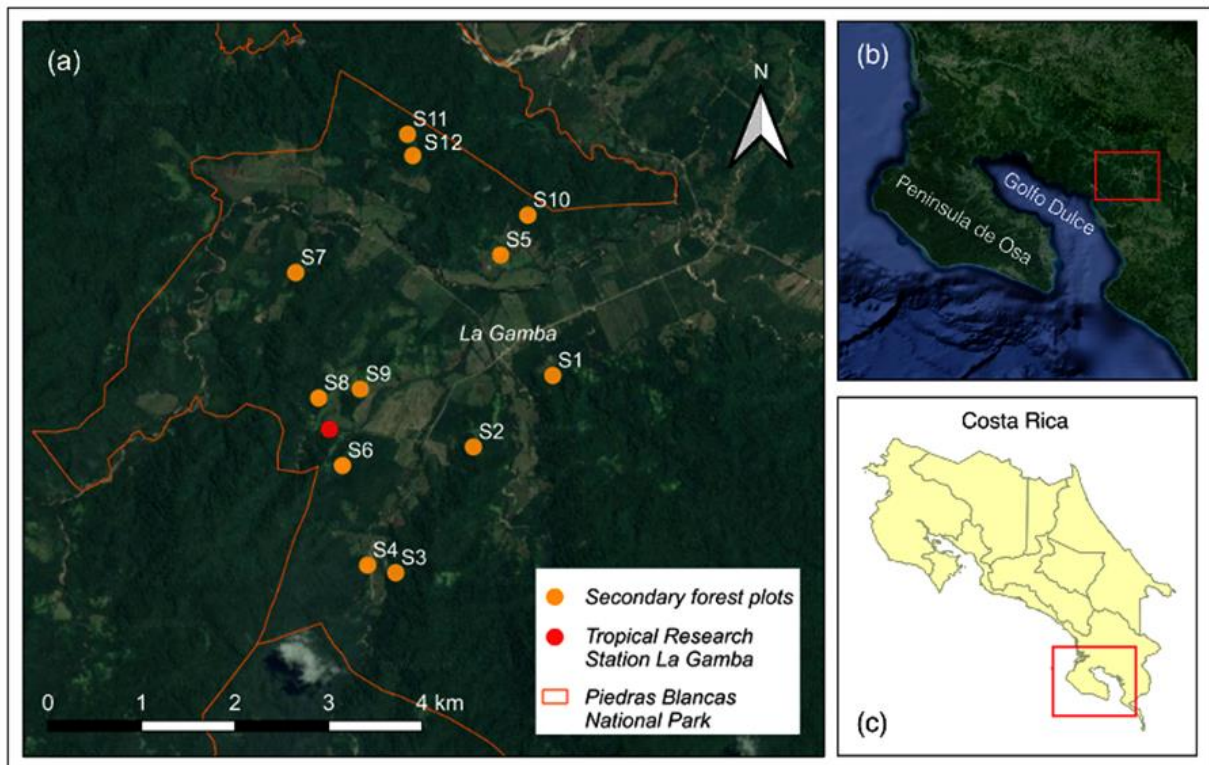 (a)
N
S11
S12
S10
S5
S7
La Gamba
S1
S8
S9
S2
S6
S4
S3
Secondary forest plots
Tropical Research
Station La Gamba
Piedras Blancas
National Park
0 1 2 3 4 km
(b)
Peninsula de Osa
Golfo Dulce
Costa Rica
(c)